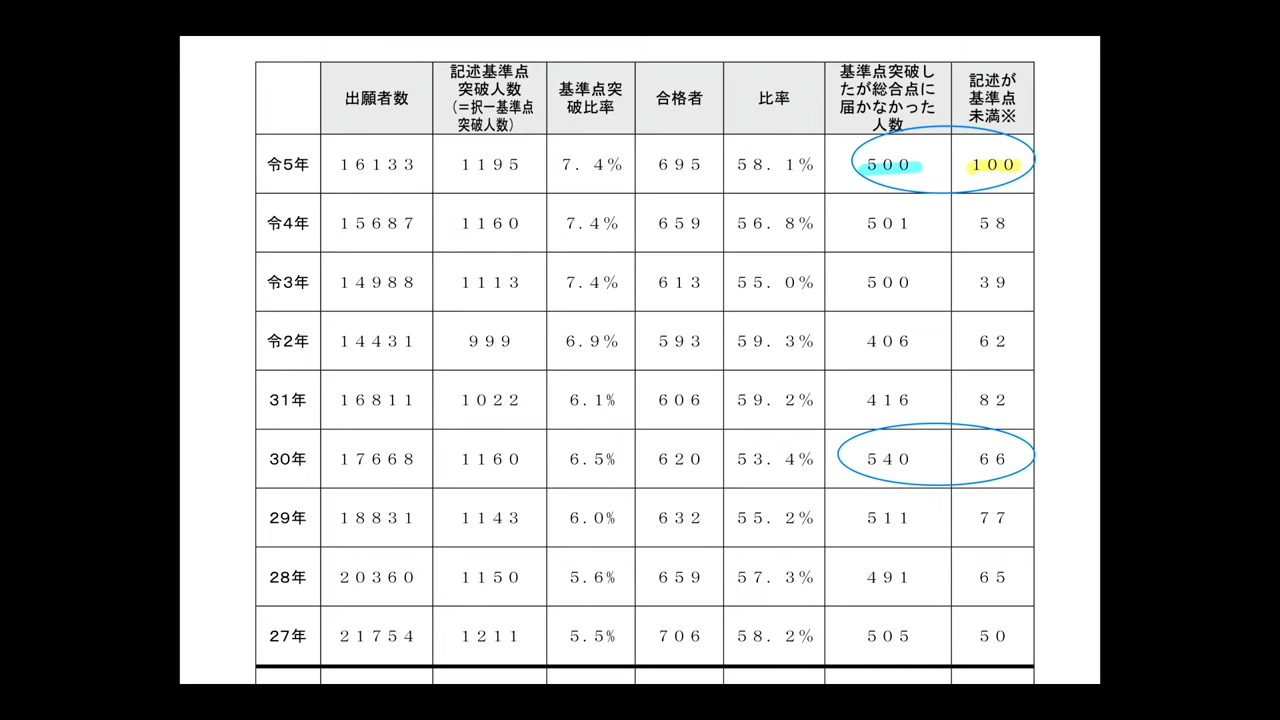 出願者数 記述基準点突破人数(=択一基準点突破人数) 基準点突破比率 合格者 比率 基準点突破したが総合点に届かなかった人数 記述が基準点未満※
令5年 16133 1195 7.4% 695 58.1% 500 100
令4年 15687 1160 7.4% 659 56.8% 501 58
令3年 14988 1113 7.4% 613 55.0% 500 39
令2年 14431 999 6.9% 593 59.3% 406 62
31年 16811 1022 6.1% 606 59.2% 416 82
30年 17668 1160 6.5% 620 53.4% 540 66
29年 18831 1143 6.0% 632 55.2% 511 77
28年 20360 1150 5.6% 659 57.3% 491 65
27年 21754 1211 5.5% 706 58.2% 505 50